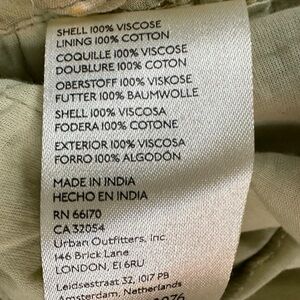 SHELL 100% VISCOSE
LINING 100% COTTON
COQUILLE 100% VISCOSE
DOUBLURE 100% COTON
OBERSTOFF 100% VISKOSE
FUTTER 100% BAUMWOLLE
SHELL 100% VISCOSA
FODERA 100% COTONE
EXTERIOR 100% VISCOSA
FORRO 100% ALGODÓN
MADE IN INDIA
HECHO EN INDIA
RN 66170
CA 32054
Urban Outfitters, Inc.
146 Brick Lane
LONDON, E1 6RU
Leidsestraat 32, 1017 PB
Amsterdam, Netherlands